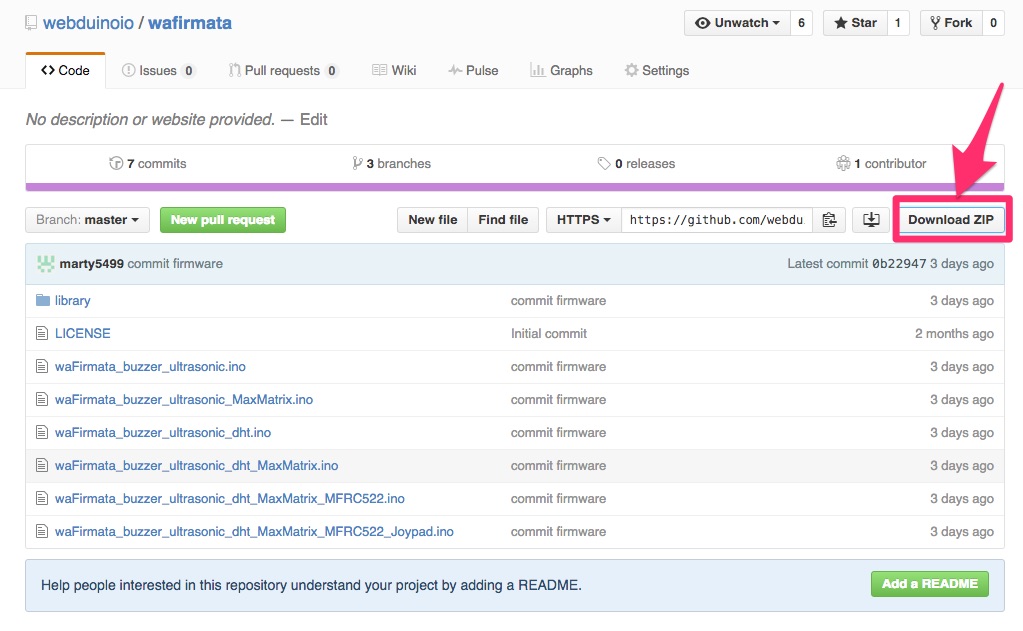 webduinoio / wafirmata Unwatch 6 Star 1 Fork 0
Code Issues 0 Pull requests 0 Wiki Pulse Graphs Settings
No description or website provided. — Edit
7 commits 3 branches 0 releases 1 contributor
Branch: master New pull request New file Find file HTTPS https://github.com/webdu Download ZIP
marty5499 commit firmware Latest commit 0b22947 3 days ago
library commit firmware 3 days ago
LICENSE Initial commit 2 months ago
waFirmata_buzzer_ultrasonic.ino commit firmware 3 days ago
waFirmata_buzzer_ultrasonic_MaxMatrix.ino commit firmware 3 days ago
waFirmata_buzzer_ultrasonic_dht.ino commit firmware 3 days ago
waFirmata_buzzer_ultrasonic_dht_MaxMatrix.ino commit firmware 3 days ago
waFirmata_buzzer_ultrasonic_dht_MaxMatrix_MFRC522.ino commit firmware 3 days ago
waFirmata_buzzer_ultrasonic_dht_MaxMatrix_MFRC522_Joypad.ino commit firmware 3 days ago
Help people interested in this repository understand your project by adding a README. Add a README